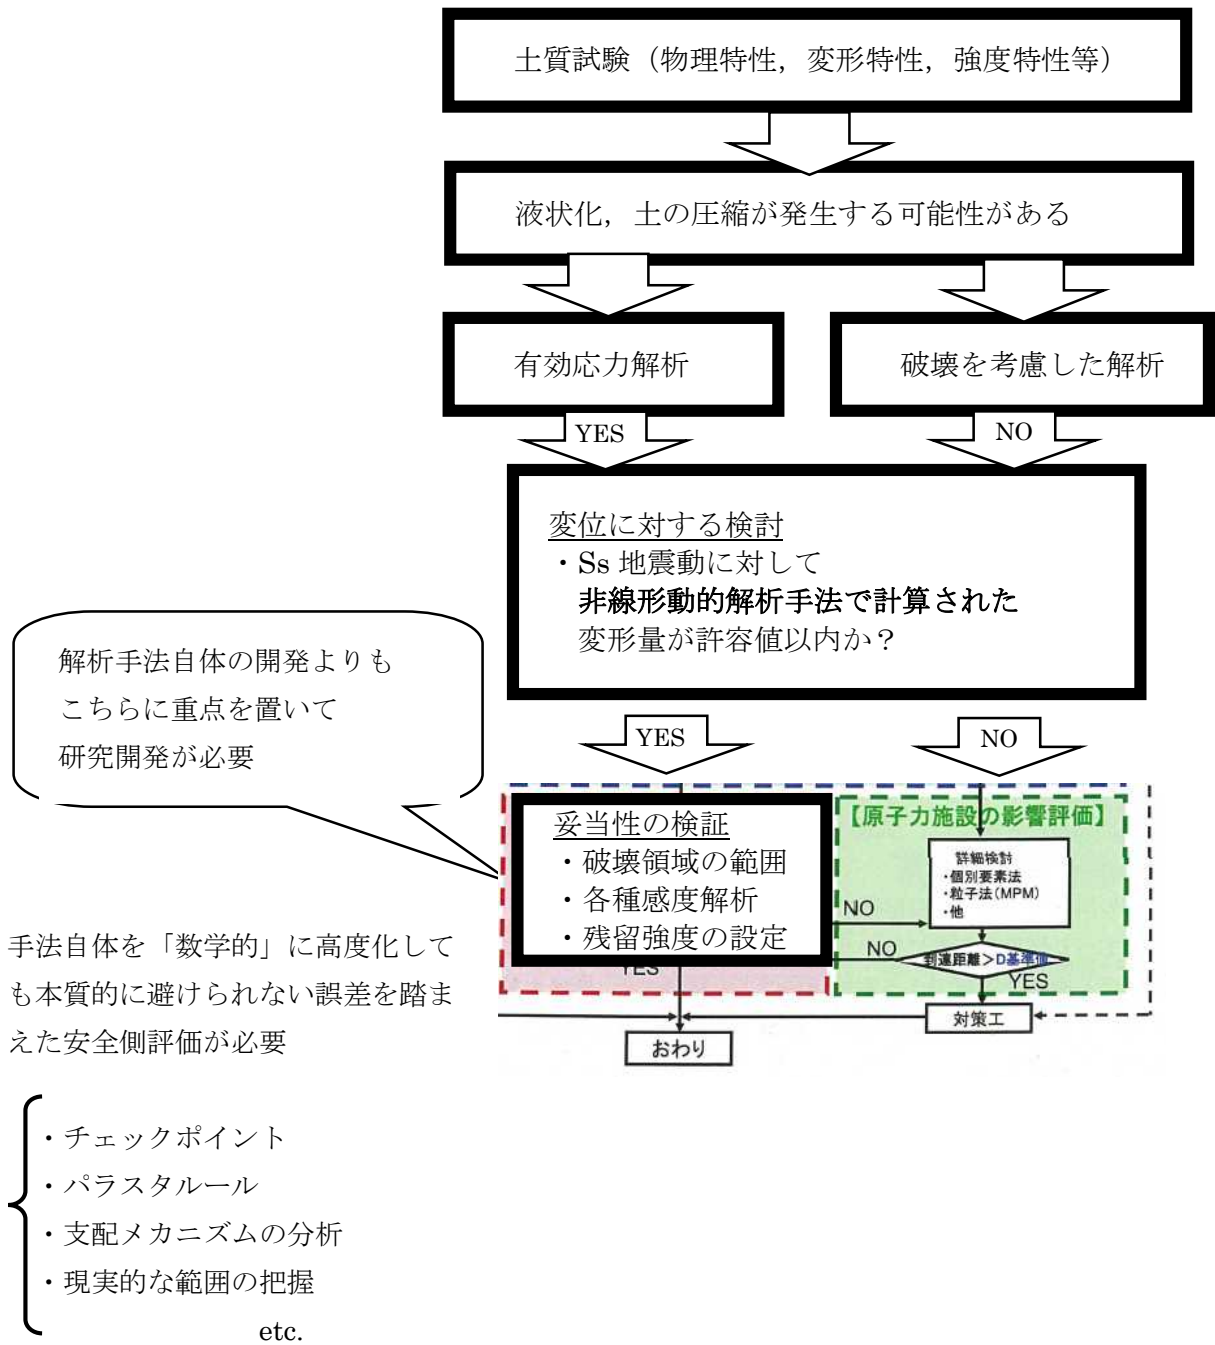 土質試験（物理特性，変形特性，強度特性等）
液状化，土の圧縮が発生する可能性がある
有効応力解析
破壊を考慮した解析
YES
NO
変位に対する検討
・Ss 地震動に対して
非線形動的解析手法で計算された
変形量が許容値以内か？
解析手法自体の開発よりも
こちらに重点を置いて
研究開発が必要
YES
NO
妥当性の検証
・破壊領域の範囲
・各種感度解析
・残留強度の設定
【原子力施設の影響評価】
詳細検討
・個別要素法
・粒子法(MPM)
・他
NO
NO
到達距離＞D基準値
YES
YES
対策工
おわり
手法自体を「数学的」に高度化して
も本質的に避けられない誤差を踏ま
えた安全側評価が必要
・チェックポイント
・パラスタルール
・支配メカニズムの分析
・現実的な範囲の把握
etc.